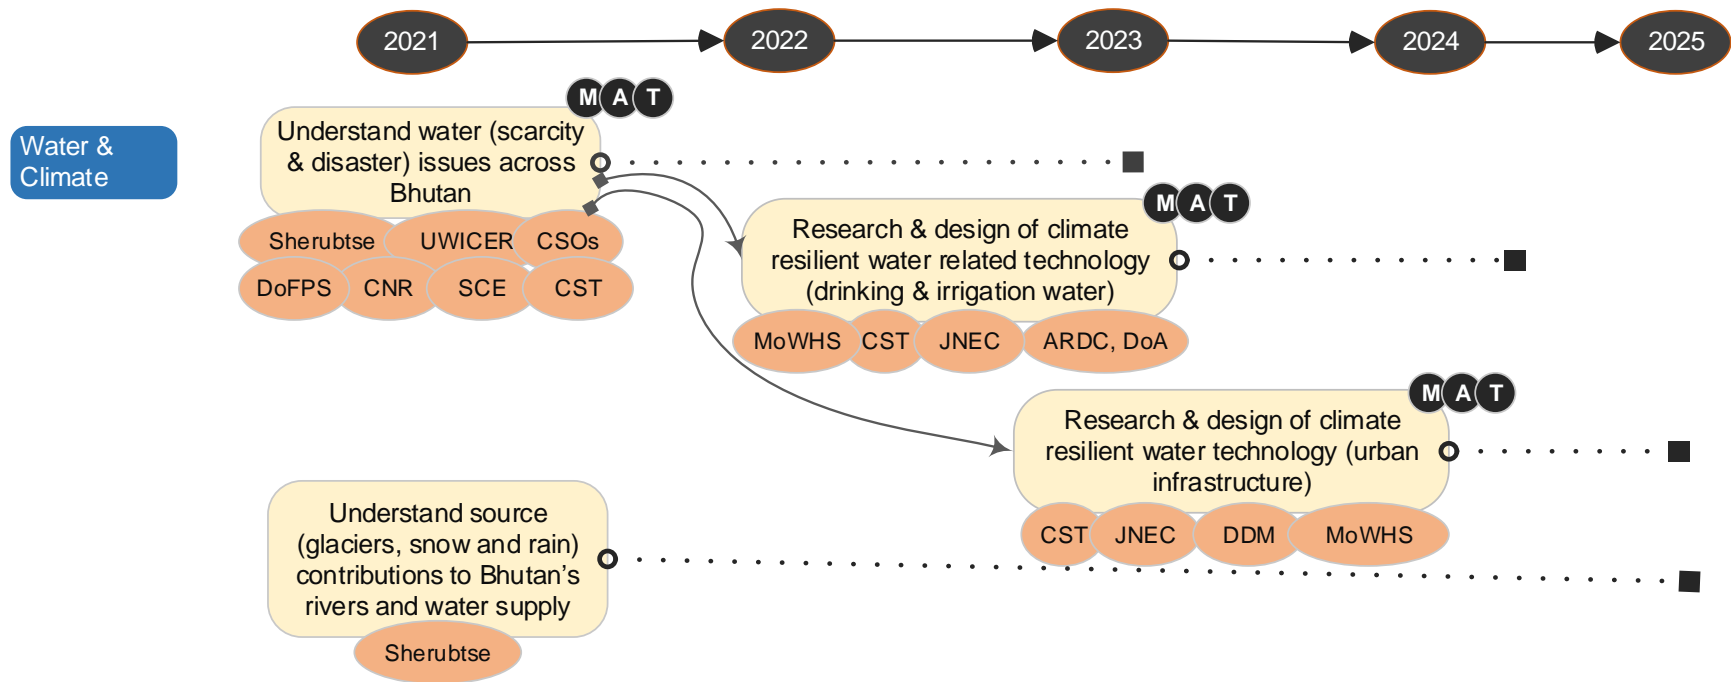 2021 2022 2023 2024 2025
M A T
Water &
Climate
Understand water (scarcity
& disaster) issues across
Bhutan
Sherubtse UWICER CSOs
DoFPS CNR SCE CST
M A T
Research & design of climate
resilient water related technology
(drinking & irrigation water)
MoWHS CST JNEC ARDC, DoA
M A T
Research & design of climate
resilient water technology (urban
infrastructure)
CST JNEC DDM MoWHS
Understand source
(glaciers, snow and rain)
contributions to Bhutan's
rivers and water supply
Sherubtse